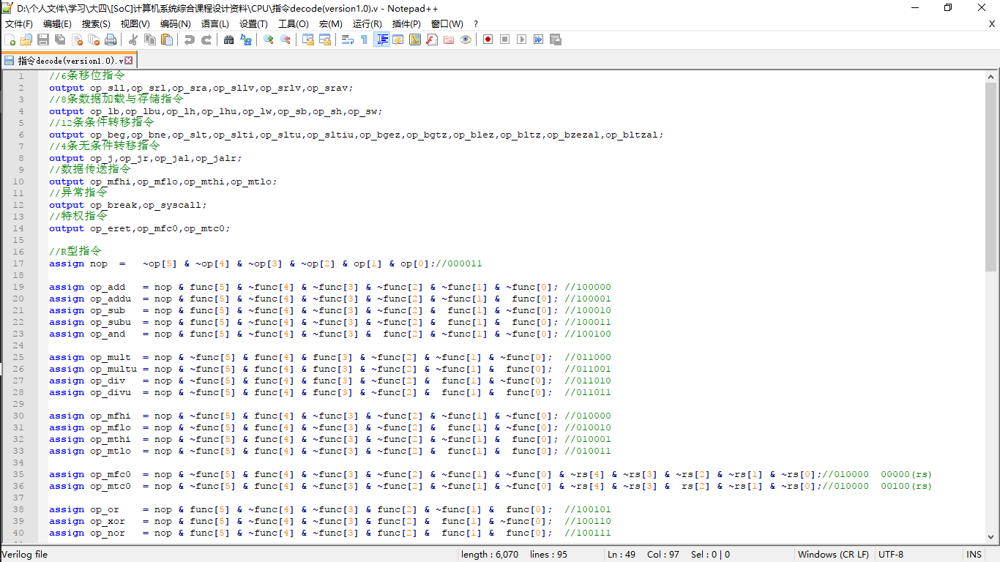 D:\个人文件\学习\大四\[SoC]计算机系统综合课程设计资料\CPU\指令decode(version1.0).v - Notepad++
文件(F) 编辑(E) 搜索(S) 视图(V) 编码(N) 语言(L) 设置(T) 工具(O) 宏(M) 运行(R) 插件(P) 窗口(W) ? X
指令decode(version1.0).v
1 //6条移位指令
2 output op_sll,op_srl,op_sra,op_sllv,op_srlv,op_srav;
3 //8条数据加载与存储指令
4 output op_lb,op_lbu,op_lh,op_lhu,op_lw,op_sb,op_sh,op_sw;
5 //12条条件转移指令
6 output op_beg,op_bne,op_slt,op_slti,op_sltu,op_sltiu,op_bgez,op_bgtz,op_blez,op_bltz,op_bzezal,op_bltzal;
7 //4条无条件转移指令
8 output op_j,op_jr,op_jal,op_jalr;
9 //数据传送指令
10 output op_mfhi,op_mflo,op_mthi,op_mtlo;
11 //异常指令
12 output op_break,op_syscall;
13 //特权指令
14 output op_eret,op_mfc0,op_mtc0;
15
16 //R型指令
17 assign nop = ~op[5] & ~op[4] & ~op[3] & ~op[2] & op[1] & op[0];//000011
18
19 assign op_add = nop & func[5] & ~func[4] & ~func[3] & ~func[2] & ~func[1] & ~func[0]; //100000
20 assign op_addu = nop & func[5] & ~func[4] & ~func[3] & ~func[2] & ~func[1] & func[0]; //100001
21 assign op_sub = nop & func[5] & ~func[4] & ~func[3] & ~func[2] & func[1] & ~func[0]; //100010
22 assign op_subu = nop & func[5] & ~func[4] & ~func[3] & ~func[2] & func[1] & func[0]; //100011
23 assign op_and = nop & func[5] & ~func[4] & ~func[3] & func[2] & ~func[1] & ~func[0]; //100100
24
25 assign op_mult = nop & ~func[5] & func[4] & func[3] & ~func[2] & ~func[1] & ~func[0]; //011000
26 assign op_multu = nop & ~func[5] & func[4] & func[3] & ~func[2] & ~func[1] & func[0]; //011001
27 assign op_div = nop & ~func[5] & func[4] & func[3] & ~func[2] & func[1] & ~func[0]; //011010
28 assign op_divu = nop & ~func[5] & func[4] & func[3] & ~func[2] & func[1] & func[0]; //011011
29
30 assign op_mfhi = nop & ~func[5] & func[4] & ~func[3] & ~func[2] & ~func[1] & ~func[0]; //010000
31 assign op_mflo = nop & ~func[5] & func[4] & ~func[3] & ~func[2] & func[1] & ~func[0]; //010010
32 assign op_mthi = nop & ~func[5] & func[4] & ~func[3] & ~func[2] & ~func[1] & func[0]; //010001
33 assign op_mtlo = nop & ~func[5] & func[4] & ~func[3] & ~func[2] & func[1] & func[0]; //010011
34
35 assign op_mfc0 = nop & ~func[5] & func[4] & ~func[3] & ~func[2] & ~func[1] & ~func[0] & ~rs[4] & ~rs[3] & ~rs[2] & ~rs[1] & ~rs[0];//010000 00000(rs)
36 assign op_mtc0 = nop & ~func[5] & func[4] & ~func[3] & ~func[2] & ~func[1] & ~func[0] & ~rs[4] & ~rs[3] & rs[2] & ~rs[1] & ~rs[0];//010000 00100(rs)
37
38 assign op_or = nop & func[5] & ~func[4] & ~func[3] & func[2] & ~func[1] & func[0]; //100101
39 assign op_xor = nop & func[5] & ~func[4] & ~func[3] & func[2] & func[1] & ~func[0]; //100110
40 assign op_nor = nop & func[5] & ~func[4] & ~func[3] & func[2] & func[1] & func[0]; //100111
Verilog file length : 6,070 lines : 95 Ln : 49 Col : 97 Sel : 0 | 0 Windows (CR LF) UTF-8 INS